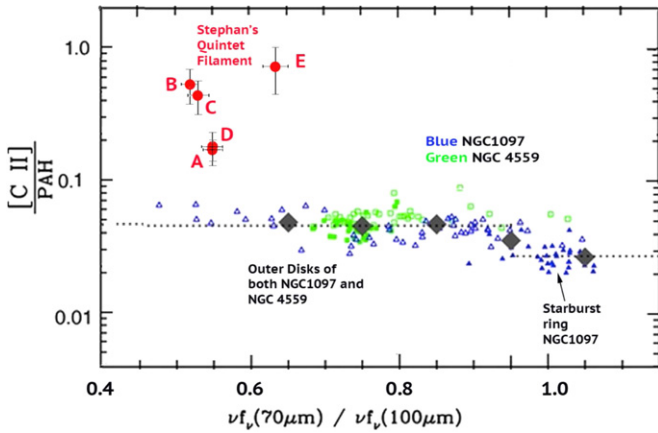 Stephan's
Quintet
Filament
1.0
B
C
E
D
A
[C II]
PAH
Blue NGC1097
Green NGC 4559
0.1
Outer Disks of
both NGC1097 and
NGC 4559
Starburst
ring
NGC1097
0.01
0.4
0.6
0.8
1.0
νfν(70μm) / νfν(100μm)